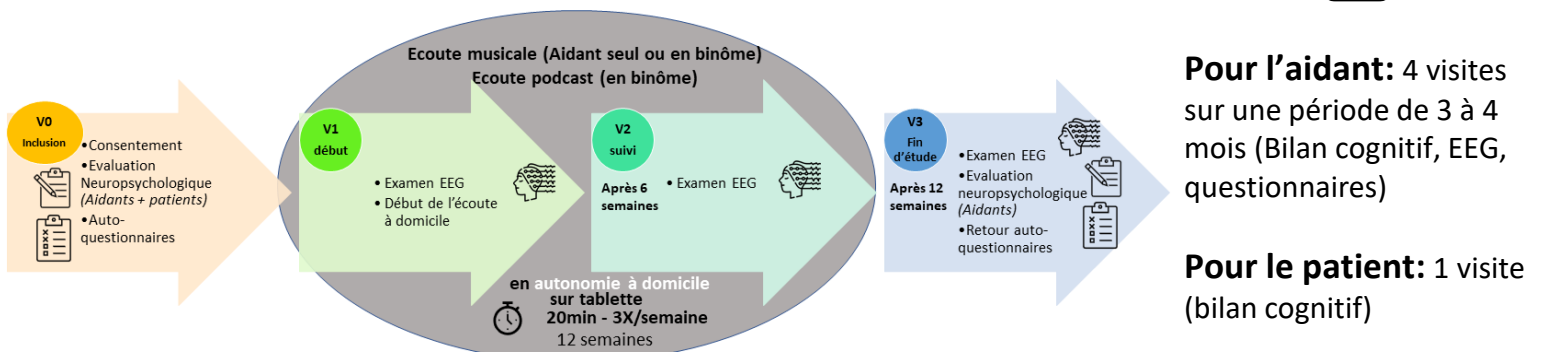 Ecoute musicale (Aidant seul ou en binôme)
Ecoute podcast (en binôme)
V0
Inclusion
•Consentement
•Evaluation
Neuropsychologique
(Aidants + patients)
•Auto-
questionnaires
V1
début
• Examen EEG
• Début de l'écoute
à domicile
V2
suivi
Après 6
semaines
• Examen EEG
V3
Fin
d'étude
Après 12
semaines
•Examen EEG
•Evaluation
neuropsychologique
(Aidants)
•Retour auto-
questionnaires
en autonomie à domicile
sur tablette
20min - 3X/semaine
12 semaines
Pour l'aidant: 4 visites
sur une période de 3 à 4
mois (Bilan cognitif, EEG,
questionnaires)
Pour le patient: 1 visite
(bilan cognitif)